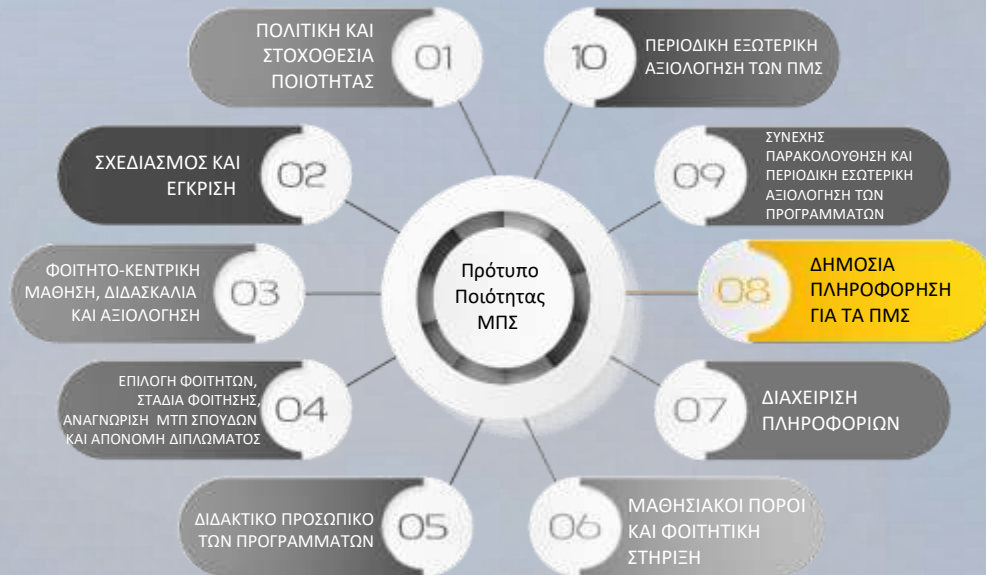 Πρότυπο
Ποιότητας
ΜΠΣ
01
ΠΟΛΙΤΙΚΗ ΚΑΙ
ΣΤΟΧΟΘΕΣΙΑ
ΠΟΙΟΤΗΤΑΣ
02
ΣΧΕΔΙΑΣΜΟΣ ΚΑΙ
ΕΓΚΡΙΣΗ
03
ΦΟΙΤΗΤΟ-ΚΕΝΤΡΙΚΗ
ΜΑΘΗΣΗ, ΔΙΔΑΣΚΑΛΙΑ
ΚΑΙ ΑΞΙΟΛΟΓΗΣΗ
04
ΕΠΙΛΟΓΗ ΦΟΙΤΗΤΩΝ,
ΣΤΑΔΙΑ ΦΟΙΤΗΣΗΣ,
ΑΝΑΓΝΩΡΙΣΗ ΜΤΠ ΣΠΟΥΔΩΝ
ΚΑΙ ΑΠΟΝΟΜΗ ΔΙΠΛΩΜΑΤΟΣ
05
ΔΙΔΑΚΤΙΚΟ ΠΡΟΣΩΠΙΚΟ
ΤΩΝ ΠΡΟΓΡΑΜΜΑΤΩΝ
06
ΜΑΘΗΣΙΑΚΟΙ ΠΟΡΟΙ
ΚΑΙ ΦΟΙΤΗΤΙΚΗ
ΣΤΗΡΙΞΗ
07
ΔΙΑΧΕΙΡΙΣΗ
ΠΛΗΡΟΦΟΡΙΩΝ
08
ΔΗΜΟΣΙΑ
ΠΛΗΡΟΦΟΡΗΣΗ
ΓΙΑ ΤΑ ΠΜΣ
09
ΣΥΝΕΧΗΣ
ΠΑΡΑΚΟΛΟΥΘΗΣΗ ΚΑΙ
ΠΕΡΙΟΔΙΚΗ ΕΣΩΤΕΡΙΚΗ
ΑΞΙΟΛΟΓΗΣΗ ΤΩΝ
ΠΡΟΓΡΑΜΜΑΤΩΝ
10
ΠΕΡΙΟΔΙΚΗ ΕΞΩΤΕΡΙΚΗ
ΑΞΙΟΛΟΓΗΣΗ ΤΩΝ ΠΜΣ